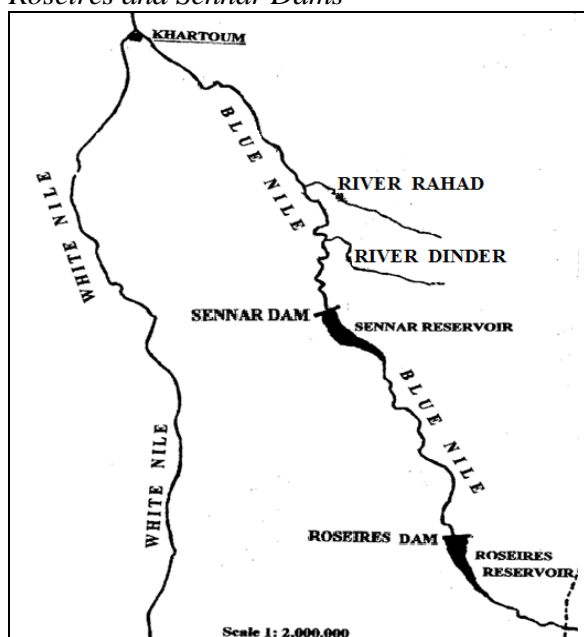 Roseires and Sennar Dams
KHARTOUM
BLUE NILE
RIVER RAHAD
WHITE NILE
RIVER DINDER
SENNAR DAM
SENNAR RESERVOIR
BLUE NILE
WHITE NILE
ROSEIRES DAM
ROSEIRES
RESERVOIR
Scale 1: 2,000,000